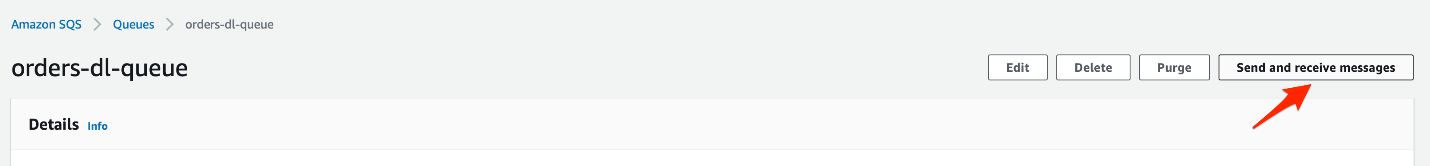 Amazon SQS > Queues > orders-dl-queue
orders-dl-queue
Edit Delete Purge Send and receive messages
Details Info